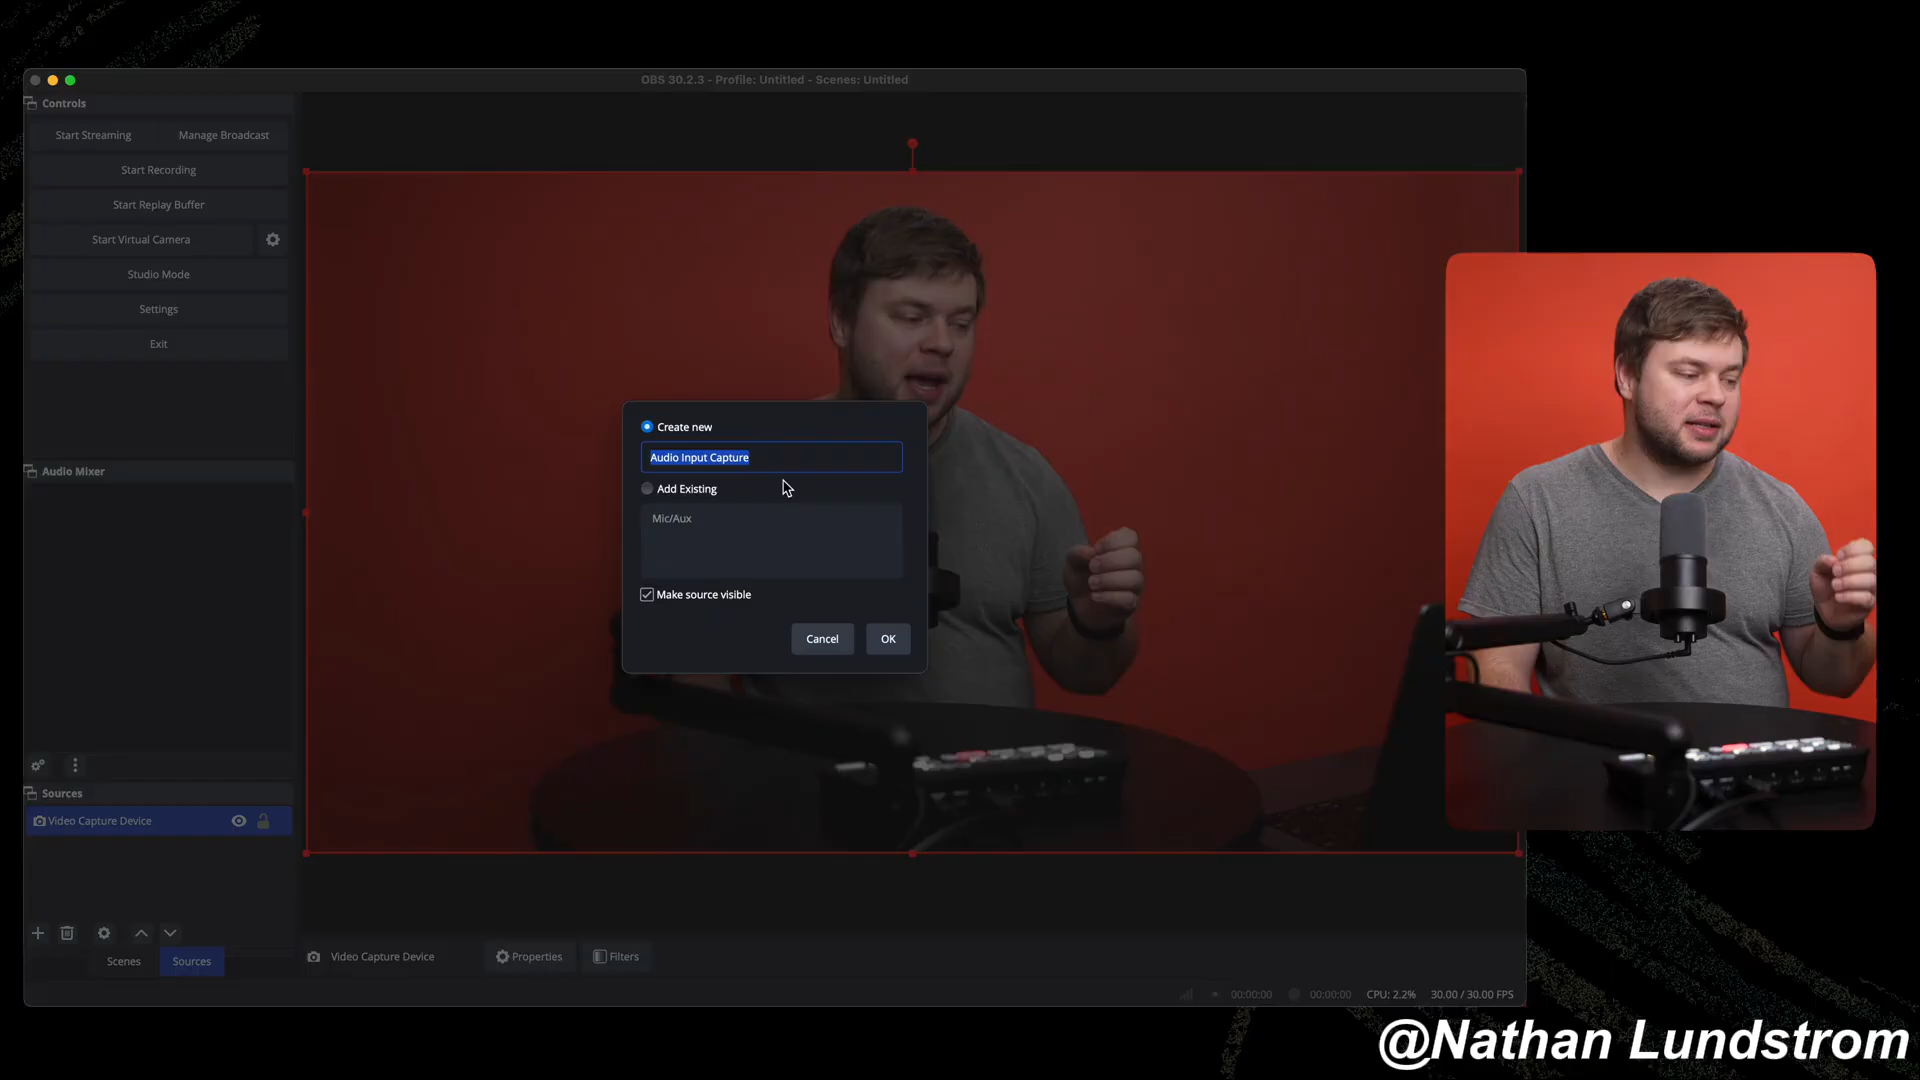 OBS 30.2.3 - Profile: Untitled - Scenes: Untitled
Controls
Start Streaming
Manage Broadcast
Start Recording
Start Replay Buffer
Start Virtual Camera
Studio Mode
Settings
Exit
Audio Mixer
Create new
Audio Input Capture
Add Existing
Mic/Aux
Make source visible
Cancel
OK
Sources
Video Capture Device
Scenes
Sources
Video Capture Device
Properties
Filters
00:00:00
00:00:00
CPU: 2.2%
30.00 / 30.00 FPS
@Nathan Lundstrom